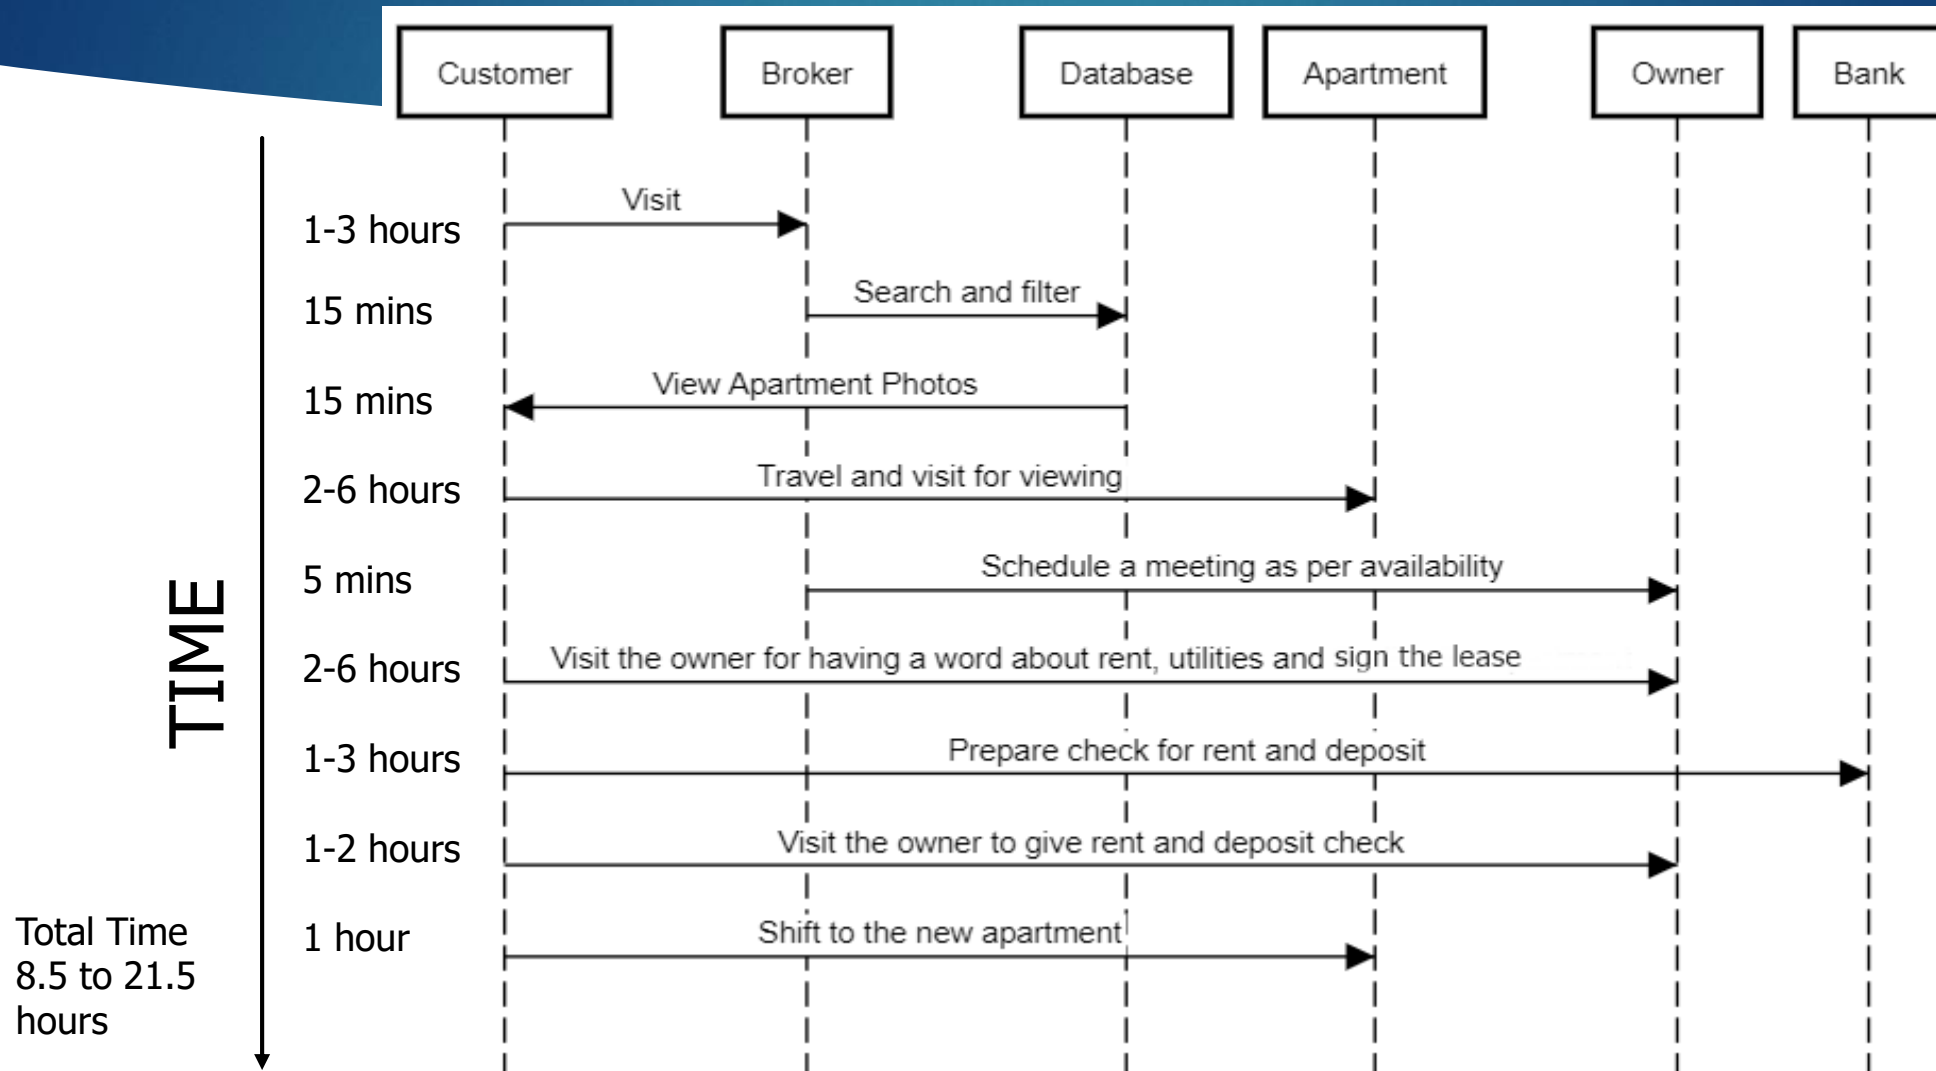 Customer
Broker
Database
Apartment
Owner
Bank
Visit
1-3 hours
Search and filter
15 mins
View Apartment Photos
15 mins
Travel and visit for viewing
2-6 hours
Schedule a meeting as per availability
5 mins
Visit the owner for having a word about rent, utilities and sign the lease
2-6 hours
Prepare check for rent and deposit
1-3 hours
Visit the owner to give rent and deposit check
1-2 hours
Shift to the new apartment
1 hour
TIME
Total Time
8.5 to 21.5
hours